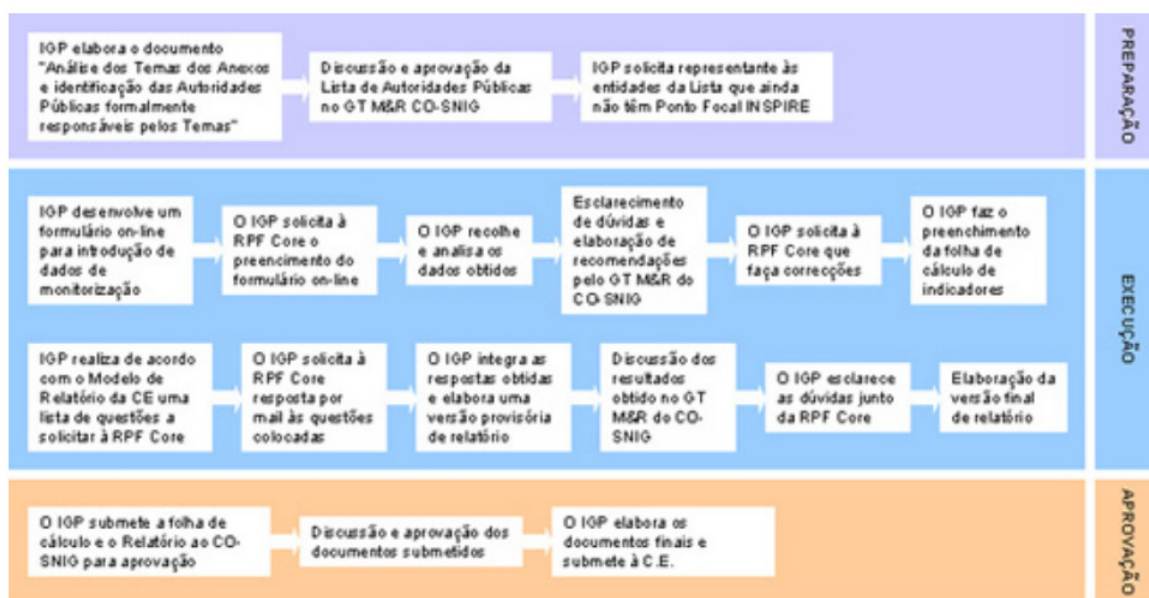 IGP elabora o documento
"Análise dos Temas dos Anexos
e identificação das Autoridades
Públicas formalmente
responsáveis pelos Temas"
Discussão e aprovação da
Lista de Autoridades Públicas
no GT M&R CO-SNIG
IGP solicita representante às
entidades da Lista que ainda
não têm Ponto Focal INSPIRE
PREPARAÇÃO
IGP desenvolve um
formulário on-line
para introdução de
dados de
monitorização
O IGP solicita à
RPF Core o
preencimento do
formulário on-line
O IGP recolhe
e analisa os
dados obtidos
Esclarecimento
de dúvidas e
elaboração de
recomendações
pelo GT M&R do
CO-SNIG
O IGP solicita à
RPF Core que
faça correcções
O IGP faz o
preenchimento
da folha de
cálculo de
indicadores
EXECUÇÃO
IGP realiza de acordo
com o Modelo de
Relatório da CE uma
lista de questões a
solicitar à RPF Core
O IGP solicita à
RPF Core
resposta por
mail às questões
colocadas
O IGP integra as
respostas obtidas
e elabora uma
versão provisória
de relatório
Discussão dos
resultados
obtido no GT
M&R do CO-
SNIG
O IGP esclarece
as dúvidas junto
da RPF Core
Elaboração da
versão final
de relatório
O IGP submete a folha de
cálculo e o Relatório ao CO-
SNIG para aprovação
Discussão e aprovação dos
documentos submetidos
O IGP elabora os
documentos finais e
submete à C.E.
APROVAÇÃO